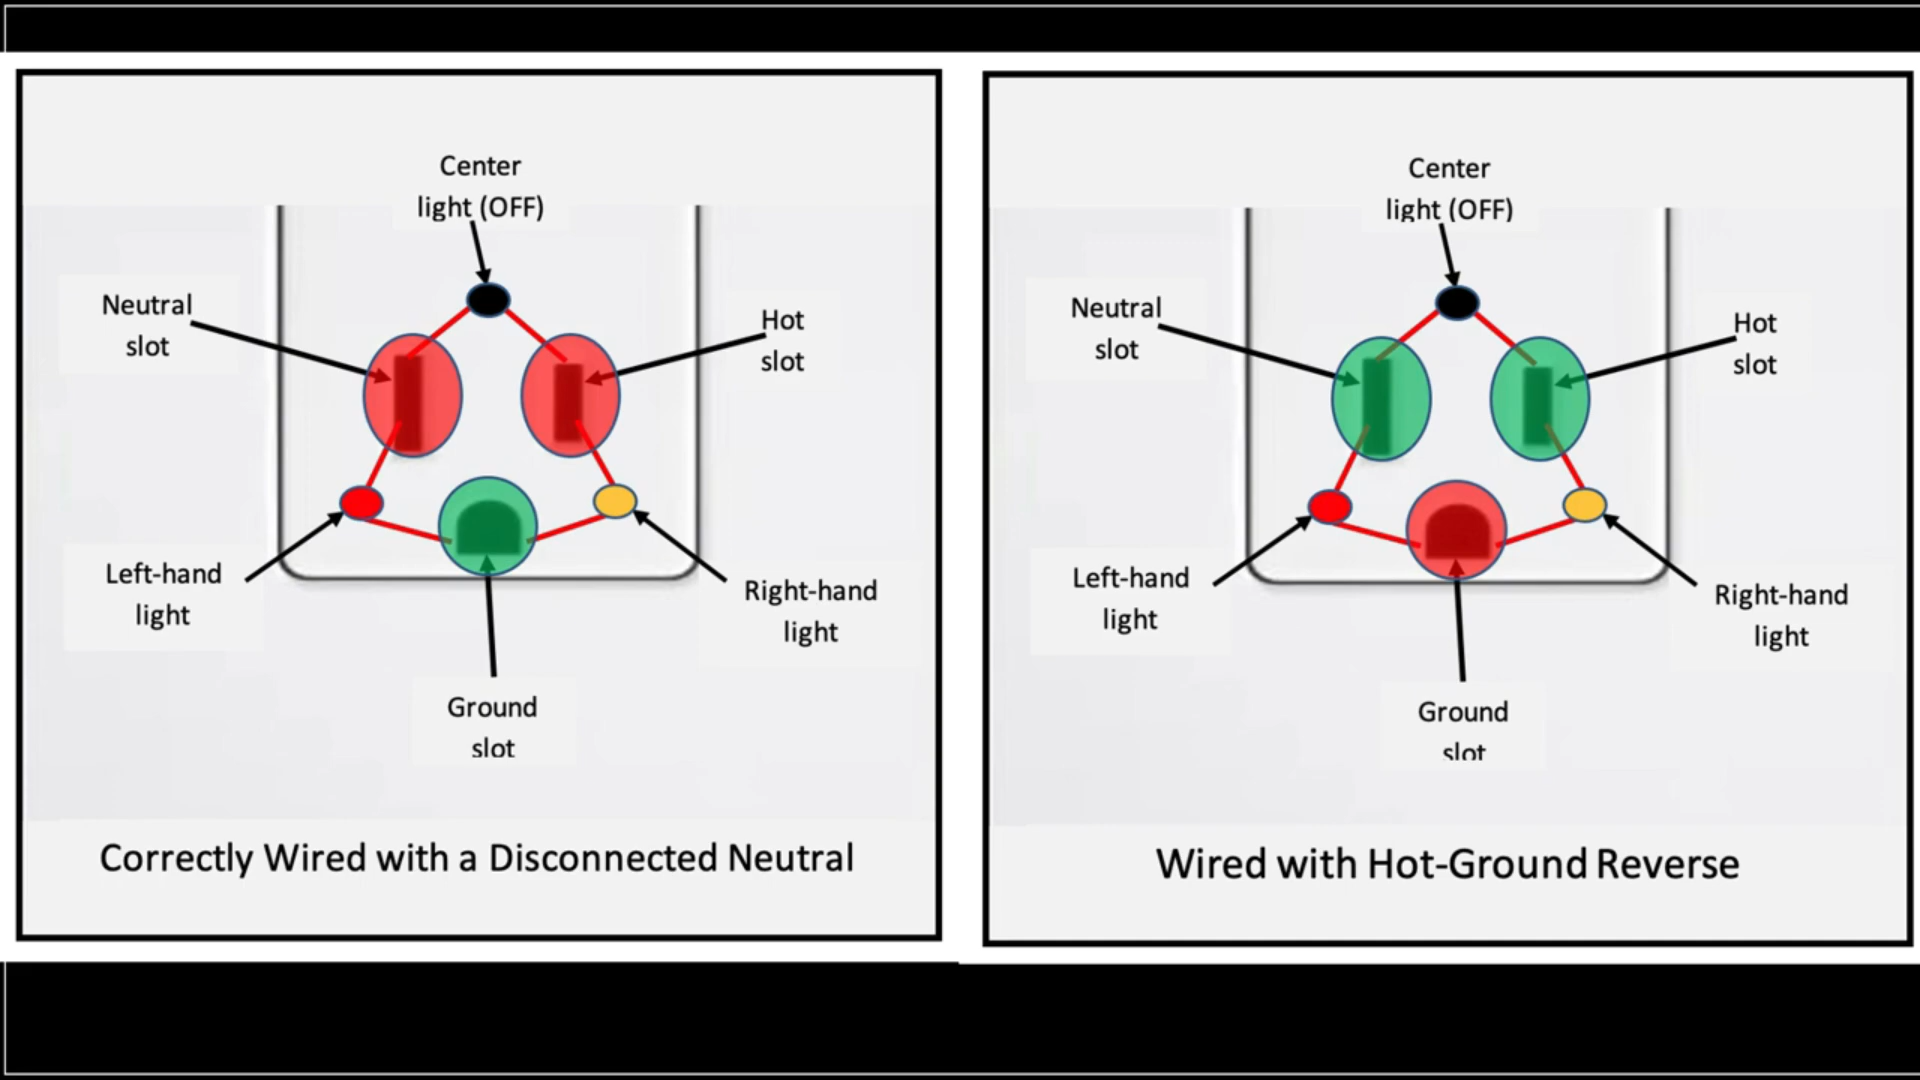 Center
light (OFF)
Neutral
slot
Hot
slot
Left-hand
light
Right-hand
light
Ground
slot
Correctly Wired with a Disconnected Neutral
Center
light (OFF)
Neutral
slot
Hot
slot
Left-hand
light
Right-hand
light
Ground
slot
Wired with Hot-Ground Reverse